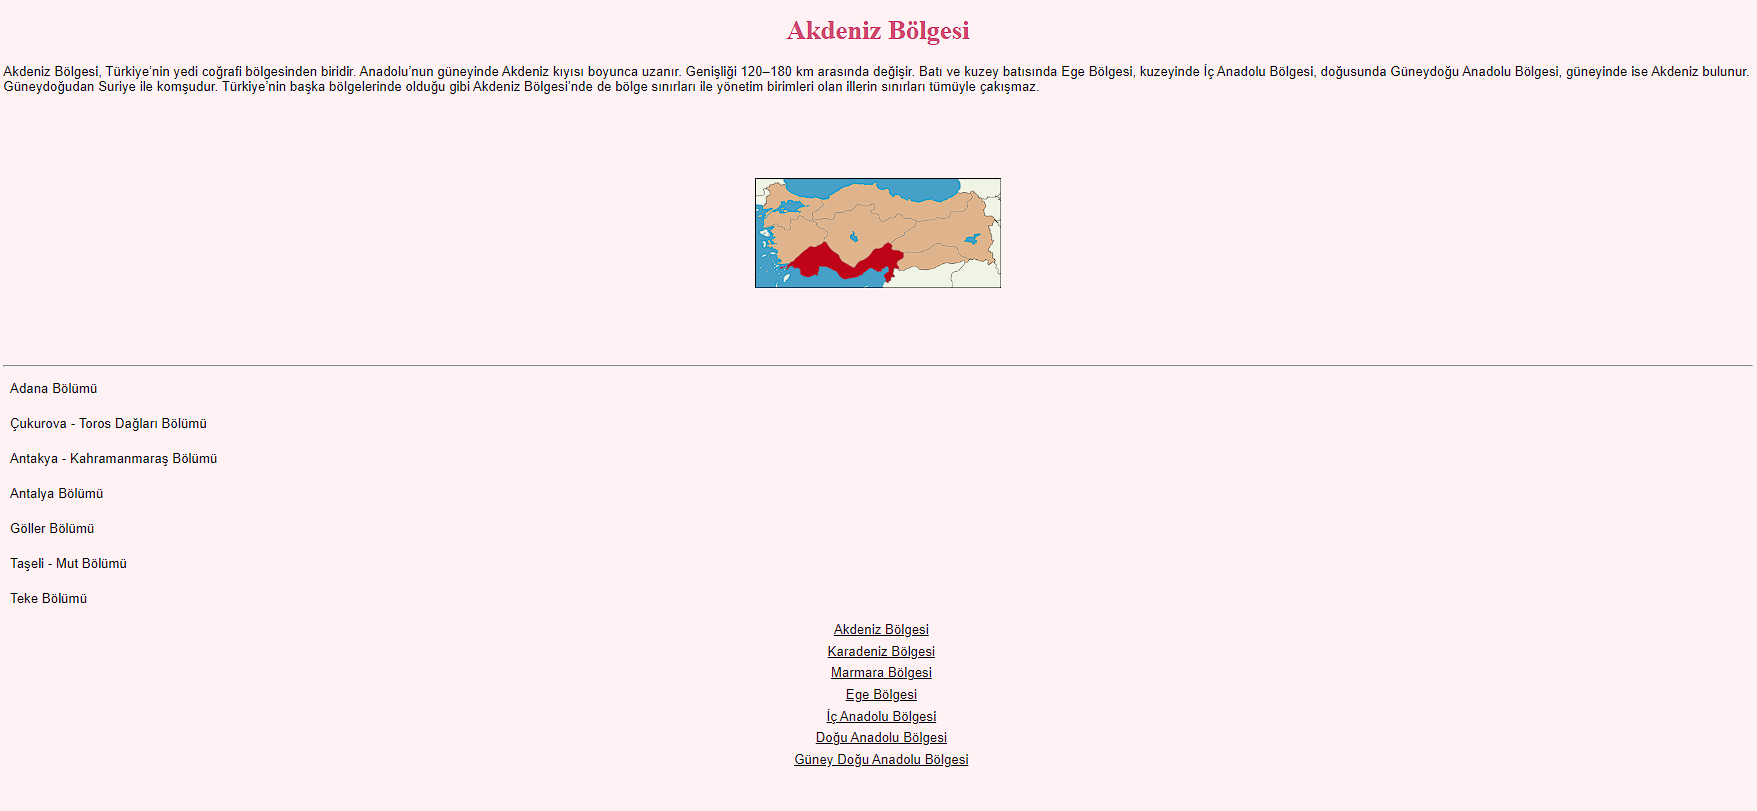 Akdeniz Bölgesi
Akdeniz Bölgesi, Türkiye’nin yedi coğrafi bölgesinden biridir. Anadolu’nun güneyinde Akdeniz kıyısı boyunca uzanır. Genişliği 120–180 km arasında değişir. Batı ve kuzey batısında Ege Bölgesi, kuzeyinde İç Anadolu Bölgesi, doğusunda Güneydoğu Anadolu Bölgesi, güneyinde ise Akdeniz bulunur.
Güneydoğudan Suriye ile komşudur. Türkiye’nin başka bölgelerinde olduğu gibi Akdeniz Bölgesi’nde de bölge sınırları ile yönetim birimleri olan illerin sınırları tümüyle çakışmaz.
Adana Bölümü
Çukurova - Toros Dağları Bölümü
Antakya - Kahramanmaraş Bölümü
Antalya Bölümü
Göller Bölümü
Taşeli - Mut Bölümü
Teke Bölümü
Akdeniz Bölgesi
Karadeniz Bölgesi
Marmara Bölgesi
Ege Bölgesi
İç Anadolu Bölgesi
Doğu Anadolu Bölgesi
Güney Doğu Anadolu Bölgesi